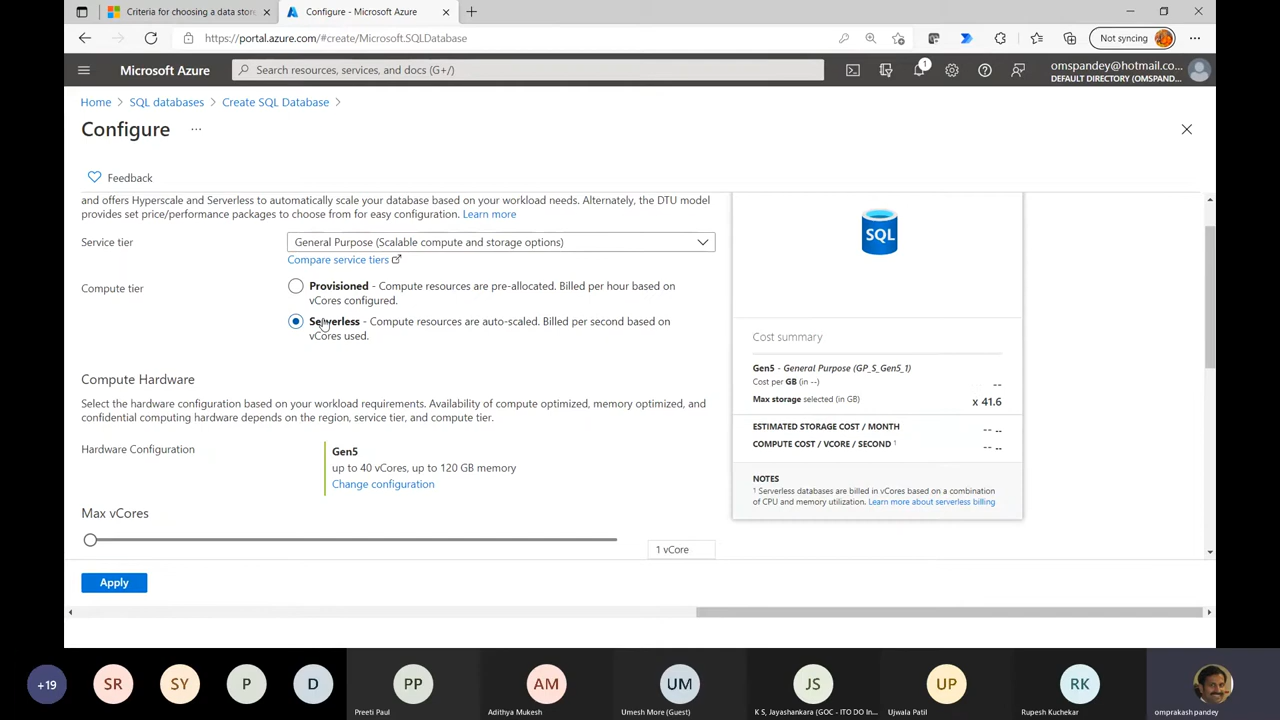 Criteria for choosing a data stor
Configure - Microsoft Azure
https://portal.azure.com/#create/Microsoft.SQLDatabase
Not syncing
Microsoft Azure
Search resources, services, and docs (G+/)
1
omspandey@hotmail.co...
DEFAULT DIRECTORY (OMSPAND...
Home > SQL databases > Create SQL Database >
Configure ...
Feedback
and offers Hyperscale and Serverless to automatically scale your database based on your workload needs. Alternately, the DTU model
provides set price/performance packages to choose from for easy configuration. Learn more
Service tier
General Purpose (Scalable compute and storage options)
Compare service tiers
Compute tier
Provisioned - Compute resources are pre-allocated. Billed per hour based on
vCores configured.
Serverless - Compute resources are auto-scaled. Billed per second based on
vCores used.
Compute Hardware
Select the hardware configuration based on your workload requirements. Availability of compute optimized, memory optimized, and
confidential computing hardware depends on the region, service tier, and compute tier.
Hardware Configuration
Gen5
up to 40 vCores, up to 120 GB memory
Change configuration
Max vCores
1 vCore
Apply
SQL
Cost summary
Gen5 - General Purpose (GP_S_Gen5_1)
Cost per GB (in --)
--
Max storage selected (in GB)
x 41.6
ESTIMATED STORAGE COST / MONTH
-- --
COMPUTE COST / VCORE / SECOND 1
-- --
NOTES
1 Serverless databases are billed in vCores based on a combination
of CPU and memory utilization. Learn more about serverless billing
+19
SR
SY
P
D
PP
Preeti Paul
AM
Adithya Mukesh
UM
Umesh More (Guest)
JS
K S, Jayashankara (GOC - ITO DO In...
UP
Ujwala Patil
RK
Rupesh Kuchekar
omprakash pandey